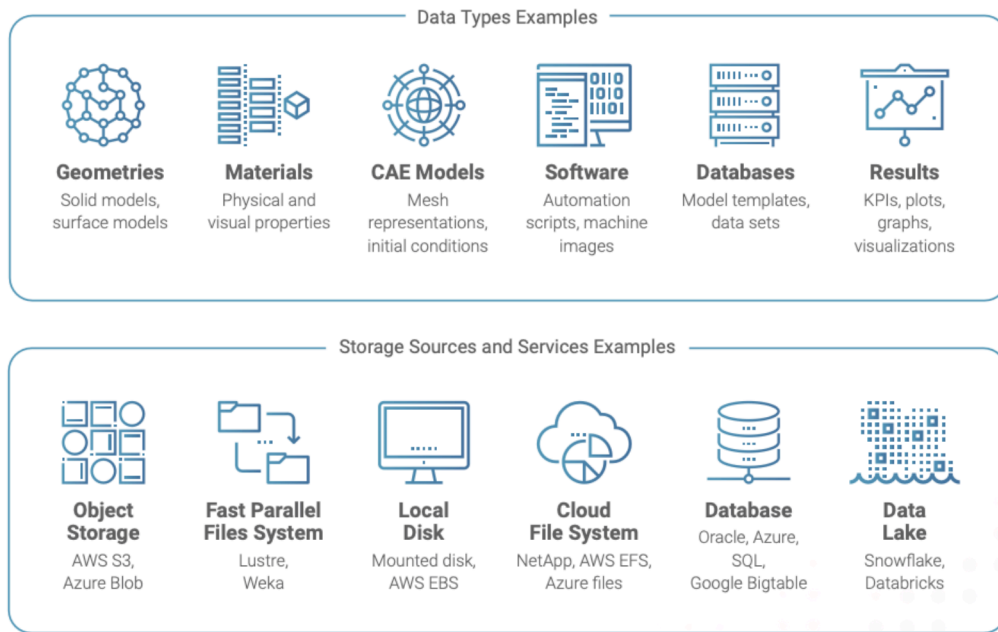 Data Types Examples
Geometries
Solid models,
surface models
Materials
Physical and
visual properties
CAE Models
Mesh
representations,
initial conditions
Software
Automation
scripts, machine
images
Databases
Model templates,
data sets
Results
KPIs, plots,
graphs,
visualizations
Storage Sources and Services Examples
Object
Storage
AWS S3,
Azure Blob
Fast Parallel
Files System
Lustre,
Weka
Local
Disk
Mounted disk,
AWS EBS
Cloud
File System
NetApp, AWS EFS,
Azure files
Database
Oracle, Azure,
SQL,
Google Bigtable
Data
Lake
Snowflake,
Databricks